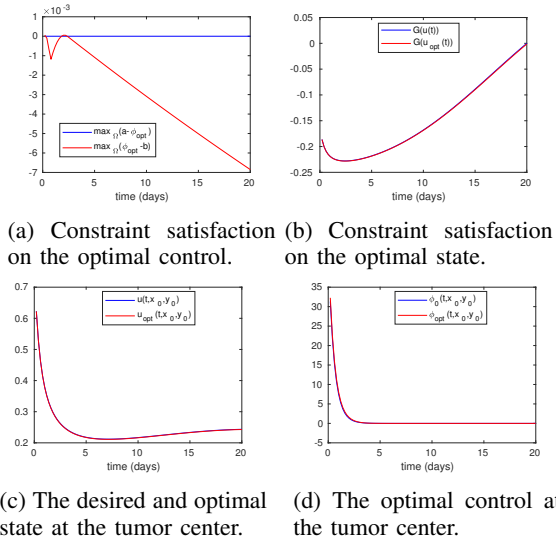 ×10⁻³
1
0
-1
-2
-3
-4
-5
-6
-7
max Ω(a-ϕopt)
max Ω(ϕopt-b)
0 5 10 15 20
time (days)
0.05
0
-0.05
-0.1
-0.15
-0.2
-0.25
G(u(t))
G(uopt(t))
0 5 10 15 20
time (days)
(a) Constraint satisfaction
on the optimal control.
(b) Constraint satisfaction
on the optimal state.
0.7
0.6
0.5
0.4
0.3
0.2
u(t,x0,y0)
uopt(t,x0,y0)
0 5 10 15 20
time (days)
35
30
25
20
15
10
5
0
-5
ϕ0(t,x0,y0)
ϕopt(t,x0,y0)
0 5 10 15 20
time (days)
(c) The desired and optimal
state at the tumor center.
(d) The optimal control at
the tumor center.